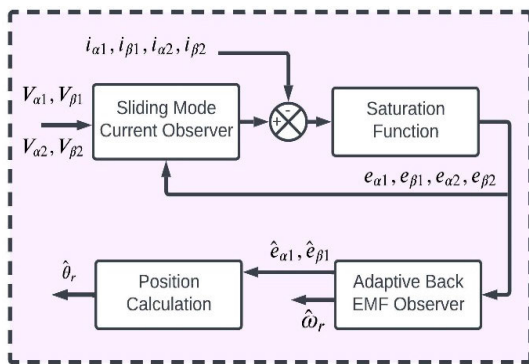 i_{α1}, i_{β1}, i_{α2}, i_{β2}
V_{α1}, V_{β1}
V_{α2}, V_{β2}
Sliding Mode
Current Observer
+
-
Saturation
Function
e_{α1}, e_{β1}, e_{α2}, e_{β2}
ê_{α1}, ê_{β1}
θ̂_r
Position
Calculation
Adaptive Back
EMF Observer
ω̂_r